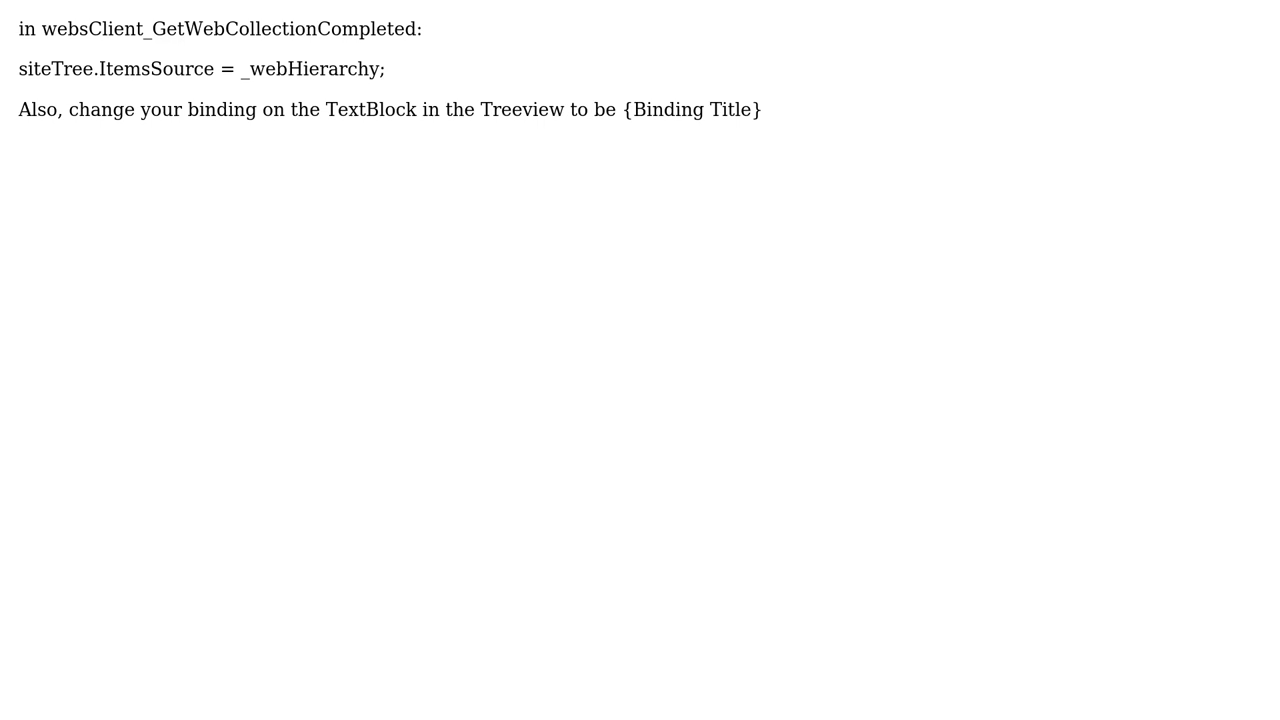 in websClient_GetWebCollectionCompleted:
siteTree.ItemsSource = _webHierarchy;
Also, change your binding on the TextBlock in the Treeview to be {Binding Title}